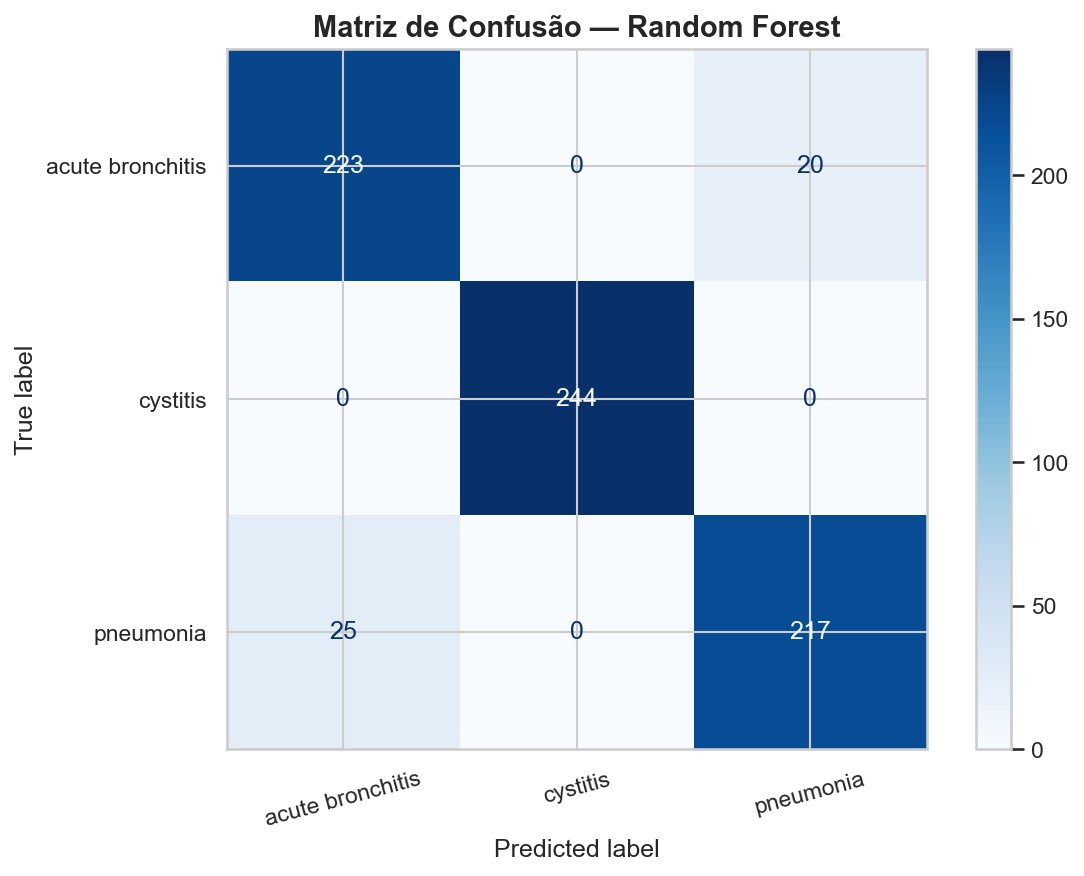 Matriz de Confusão — Random Forest
True label
acute bronchitis
223
0
20
cystitis
0
244
0
pneumonia
25
0
217
acute bronchitis
cystitis
pneumonia
Predicted label
200
150
100
50
0